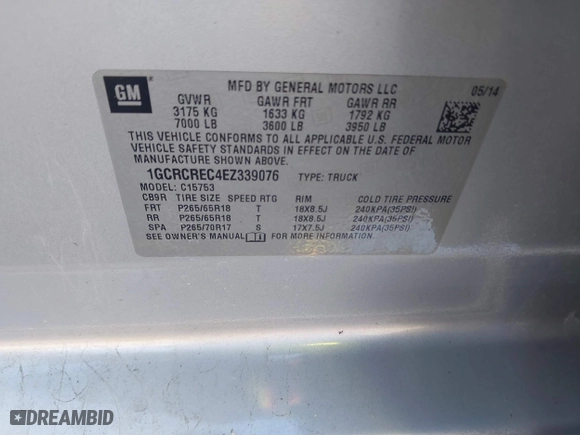 GM
MFD BY GENERAL MOTORS LLC 05/14
GVWR GAWR FRT GAWR RR
3175 KG 1633 KG 1792 KG
7000 LB 3600 LB 3950 LB
THIS VEHICLE CONFORMS TO ALL APPLICABLE U.S. FEDERAL MOTOR
VEHICLE SAFETY STANDARDS IN EFFECT ON THE DATE OF
MANUFACTURE SHOWN ABOVE.
1GCRCREC4EZ339076 TYPE: TRUCK
MODEL: C15753
CB9R TIRE SIZE SPEED RTG RIM COLD TIRE PRESSURE
FRT P265/65R18 T 18X8.5J 240KPA(35PSI)
RR P265/65R18 T 18X8.5J 240KPA(35PSI)
SPA P265/70R17 S 17X7.5J 240KPA(35PSI)
SEE OWNER'S MANUAL FOR MORE INFORMATION.
DREAMBID